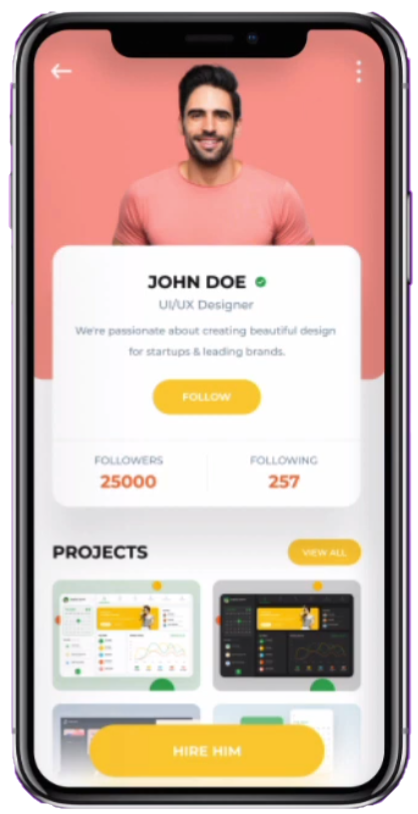 JOHN DOE
UI/UX Designer
We're passionate about creating beautiful design
for startups & leading brands.
FOLLOW
FOLLOWERS
FOLLOWING
25000
257
PROJECTS
VIEW ALL
HIRE HIM